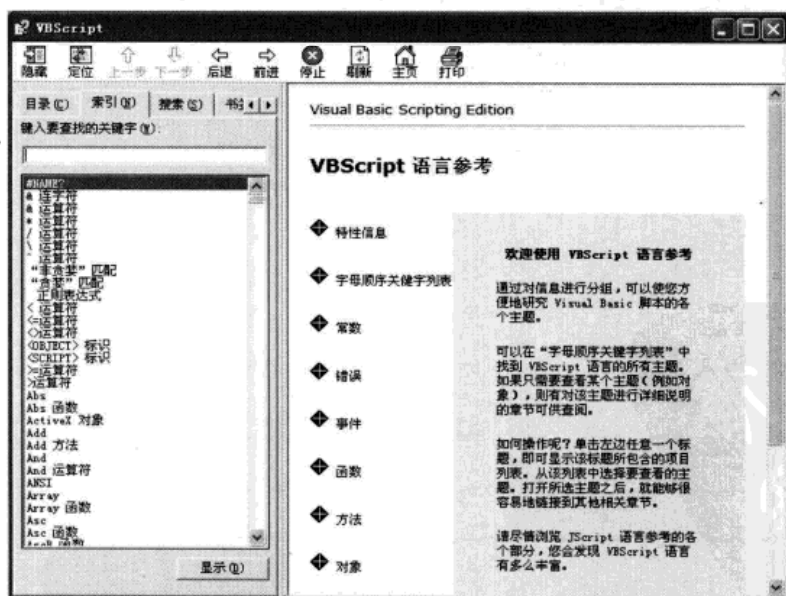 VBScript
隐藏 定位 上一步 下一步 后退 前进 停止 刷新 主页 打印
目录(C) 索引(N) 搜索(S)
键入要查找的关键字(W):
#NAME?
& 连字符
& 运算符
* 运算符
/ 运算符
\ 运算符
^ 运算符
“非贪婪”匹配
“贪婪”匹配
正则表达式
< 运算符
<=运算符
<>运算符
<OBJECT> 标识
<SCRIPT> 标识
>=运算符
>运算符
Abs
Abs 函数
ActiveX 对象
Add
Add 方法
And
And 运算符
ANSI
Array
Array 函数
Asc
Asc 函数
AscB 函数
显示(D)
Visual Basic Scripting Edition
VBScript 语言参考
特性信息
字母顺序关键字列表
常数
错误
事件
函数
方法
对象
欢迎使用 VBScript 语言参考
通过对信息进行分组，可以使您方
便地研究 Visual Basic 脚本的各
个主题。
可以在“字母顺序关键字列表”中
找到 VBScript 语言的所有主题。
如果只需要查看某个主题（例如对
象），则有对该主题进行详细说明
的章节可供查阅。
如何操作呢？单击左边任意一个标
题，即可显示该标题所包含的项目
列表。从该列表中选择要查看的主
题。打开所选主题之后，就能够很
容易地链接到其他相关章节。
请尽情浏览 JScript 语言参考的各
个部分，您会发现 VBScript 语言
有多么丰富。